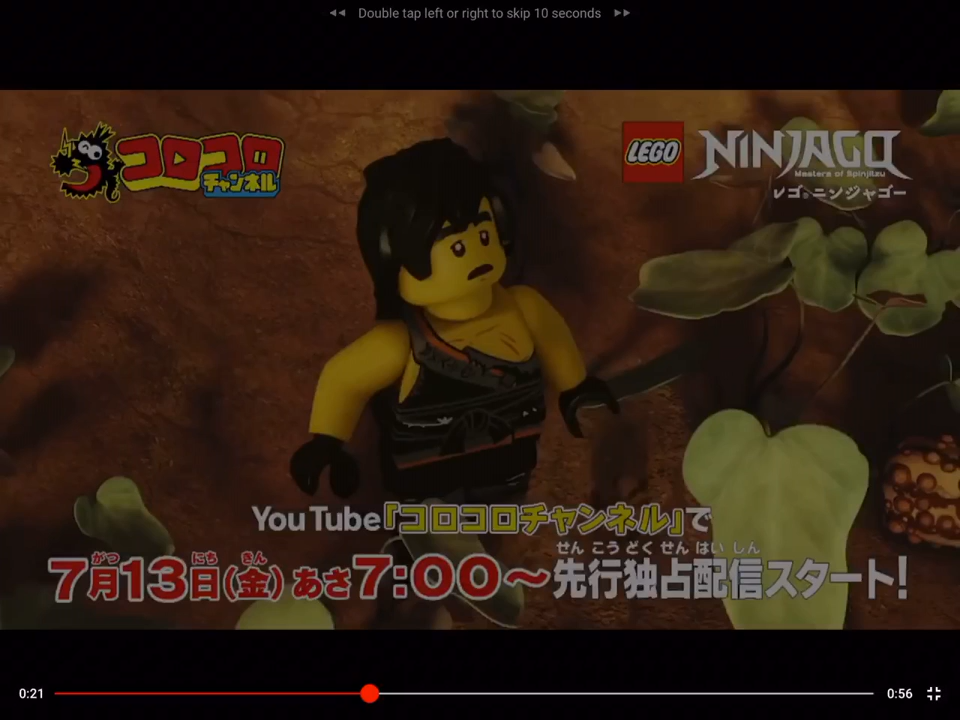 Double tap left or right to skip 10 seconds
コロコロ
チャンネル
LEGO
NINJAGO
Masters of Spinjitzu
レゴ®ニンジャゴー
YouTube『コロコロチャンネル』で
がつ にち きん せん こう どく せん はい しん
7月13日(金)あさ7:00〜先行独占配信スタート!
0:21
0:56